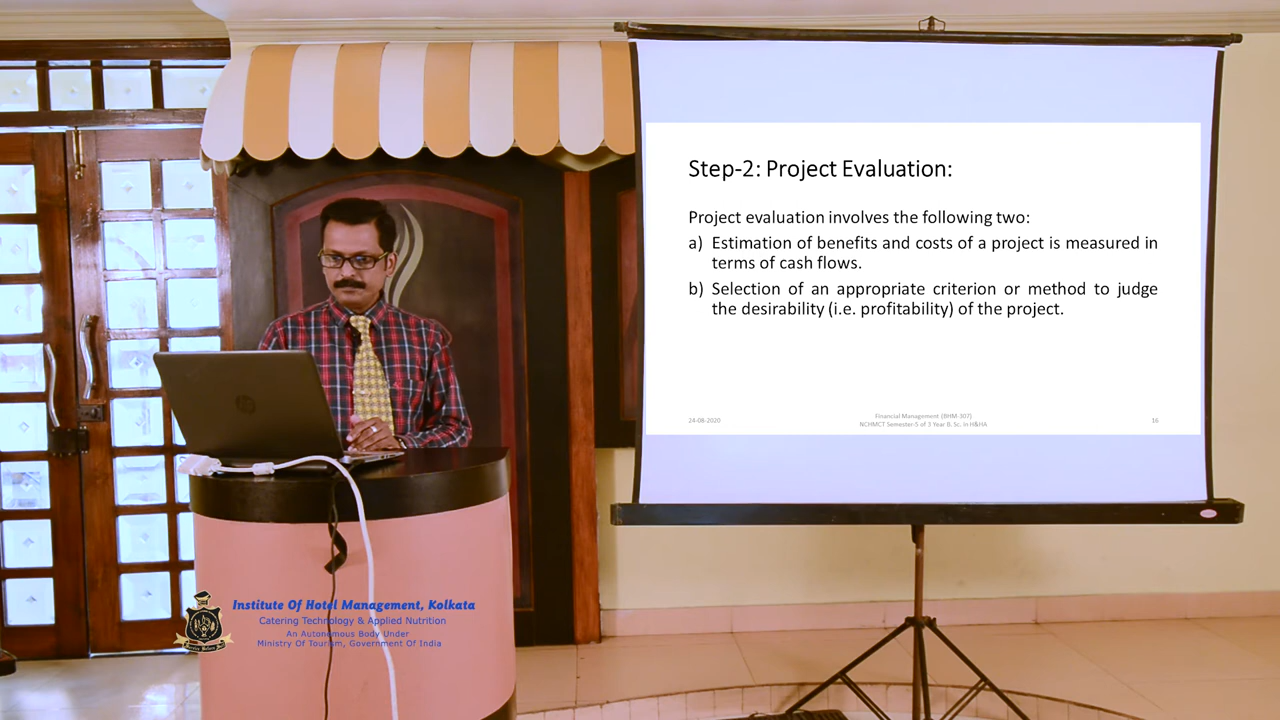 Step-2: Project Evaluation:
Project evaluation involves the following two:
a) Estimation of benefits and costs of a project is measured in
terms of cash flows.
b) Selection of an appropriate criterion or method to judge
the desirability (i.e. profitability) of the project.
24-08-2020
Financial Management [BHM-307]
NCHMCT Semester-5 of 3 Year B. Sc. In H&HA
16
Institute Of Hotel Management, Kolkata
Catering Technology & Applied Nutrition
An Autonomous Body Under
Ministry Of Tourism, Government Of India